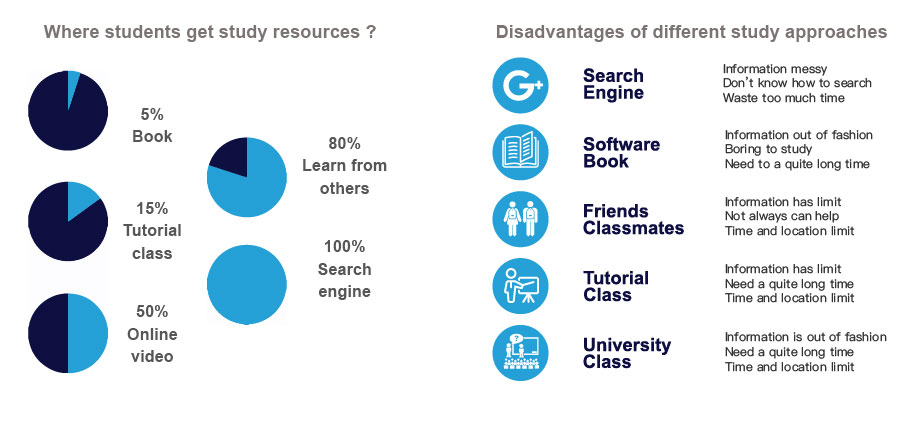 Where students get study resources ?
5%
Book
15%
Tutorial
class
50%
Online
video
80%
Learn from
others
100%
Search
engine
Disadvantages of different study approaches
G+
Search
Engine
Information messy
Don't know how to search
Waste too much time
Software
Book
Information out of fashion
Boring to study
Need to a quite long time
Friends
Classmates
Information has limit
Not always can help
Time and location limit
Tutorial
Class
Information has limit
Need a quite long time
Time and location limit
?
University
Class
Information is out of fashion
Need a quite long time
Time and location limit